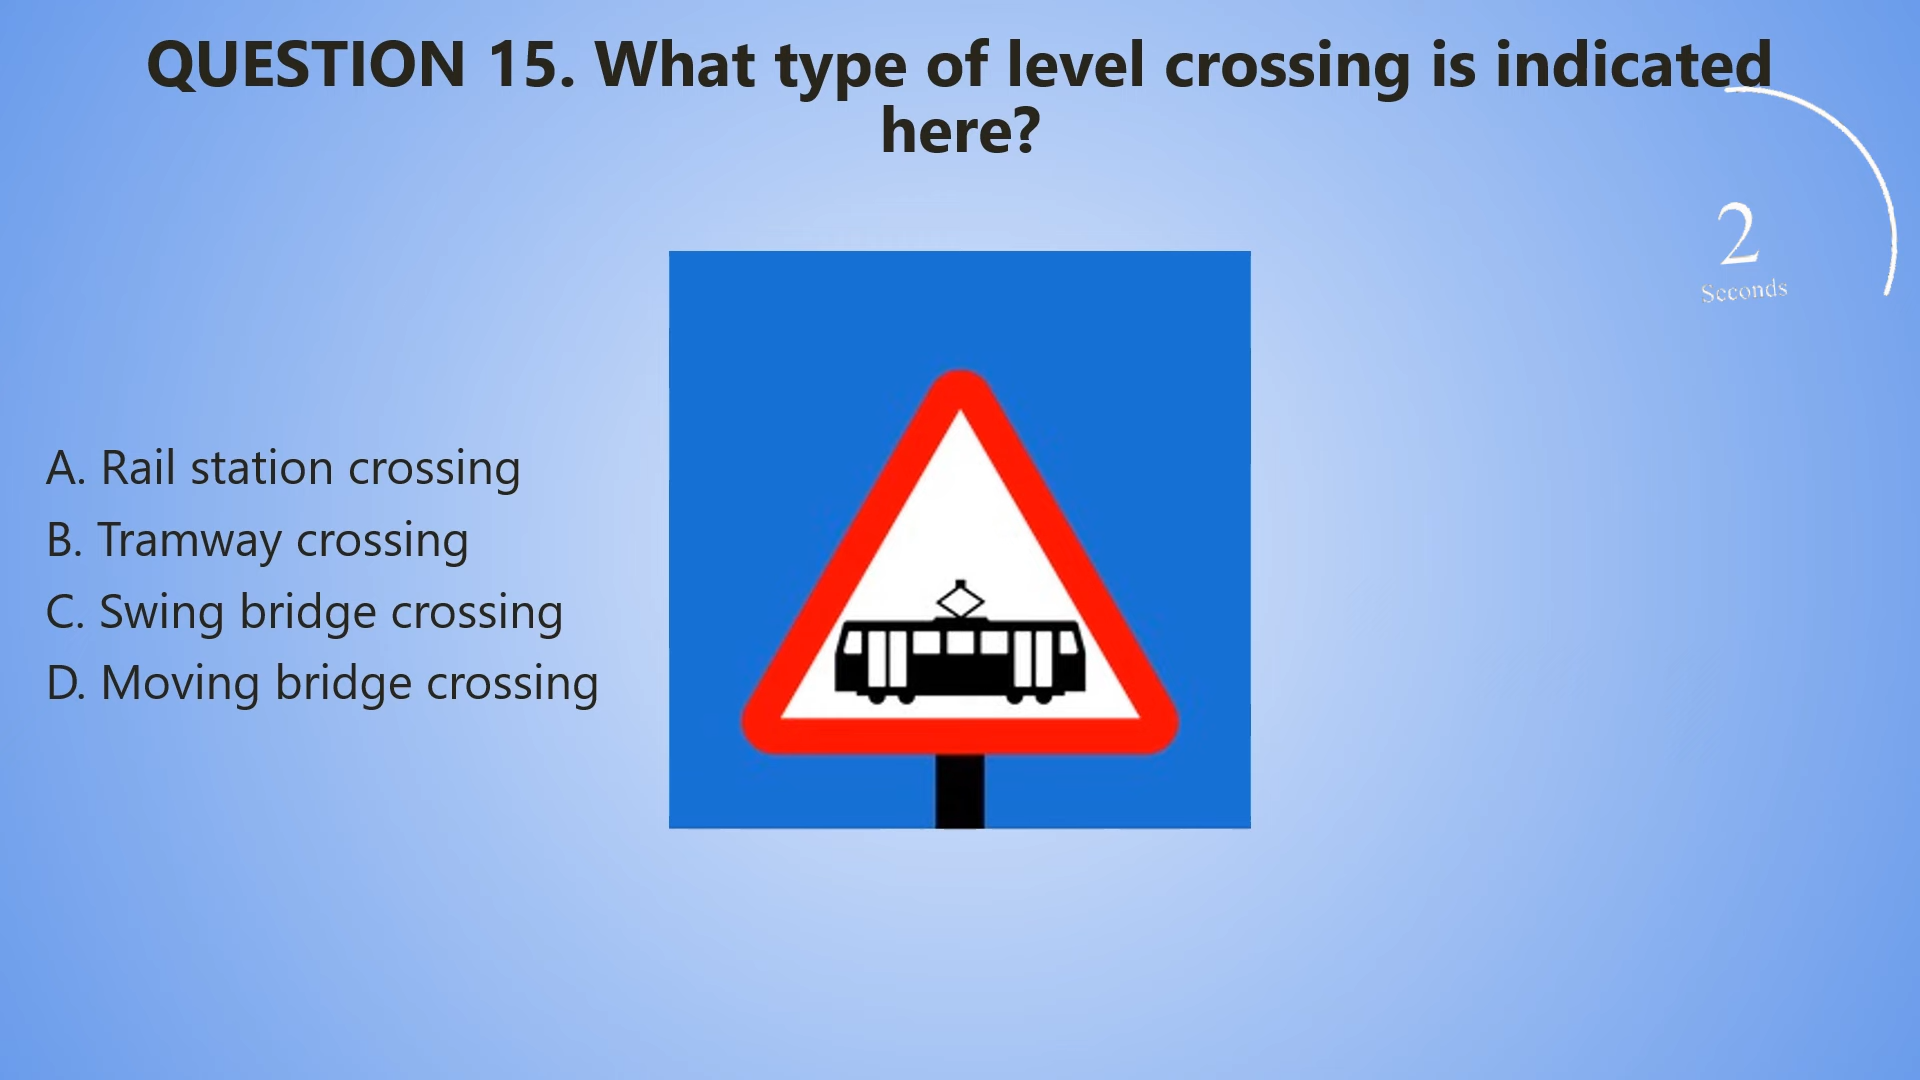 QUESTION 15. What type of level crossing is indicated
here?
2
Seconds
A. Rail station crossing
B. Tramway crossing
C. Swing bridge crossing
D. Moving bridge crossing